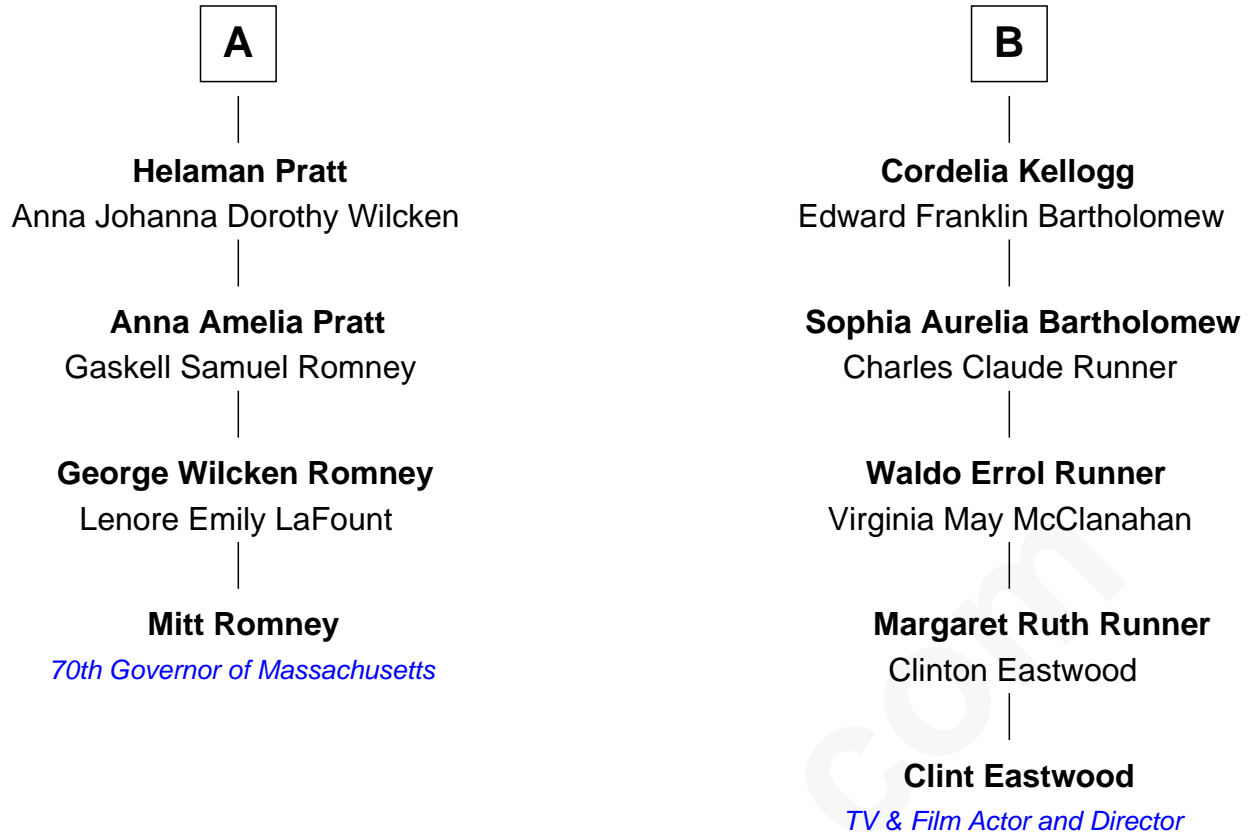 A
Helaman Pratt
Anna Johanna Dorothy Wilcken
Anna Amelia Pratt
Gaskell Samuel Romney
George Wilcken Romney
Lenore Emily LaFount
Mitt Romney
70th Governor of Massachusetts
B
Cordelia Kellogg
Edward Franklin Bartholomew
Sophia Aurelia Bartholomew
Charles Claude Runner
Waldo Errol Runner
Virginia May McClanahan
Margaret Ruth Runner
Clinton Eastwood
Clint Eastwood
TV & Film Actor and Director
com